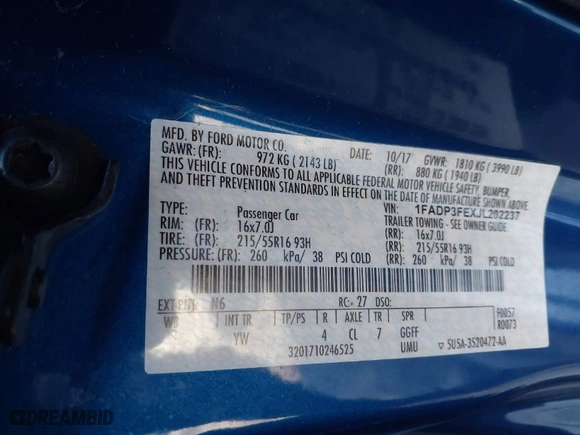 MFD. BY FORD MOTOR CO.
DATE: 10/17 GVWR: 1810 KG ( 3990 LB)
GAWR: (FR): 972 KG ( 2143 LB) (RR): 880 KG ( 1940 LB)
THIS VEHICLE CONFORMS TO ALL APPLICABLE FEDERAL MOTOR VEHICLE SAFETY, BUMPER,
AND THEFT PREVENTION STANDARDS IN EFFECT ON THE DATE OF MANUFACTURE SHOWN ABOVE.
VIN: 1FADP3FEXJL202237
TYPE: Passenger Car TRAILER TOWING - SEE OWNER GUIDE
RIM: (FR): 16x7.0J (RR): 16x7.0J
TIRE: (FR): 215/55R16 93H (RR): 215/55R16 93H
PRESSURE: (FR): 260 kPa/ 38 PSI COLD (RR): 260 kPa/ 38 PSI COLD
EXT PNT: N6 RC: 27 DSO: F0057
WB INT TR TP/PS R AXLE TR SPR R0073
YW 4 CL 7 GGFF
3201710246525 UMU ▽ SU5A-3520472-AA
DREAMBID